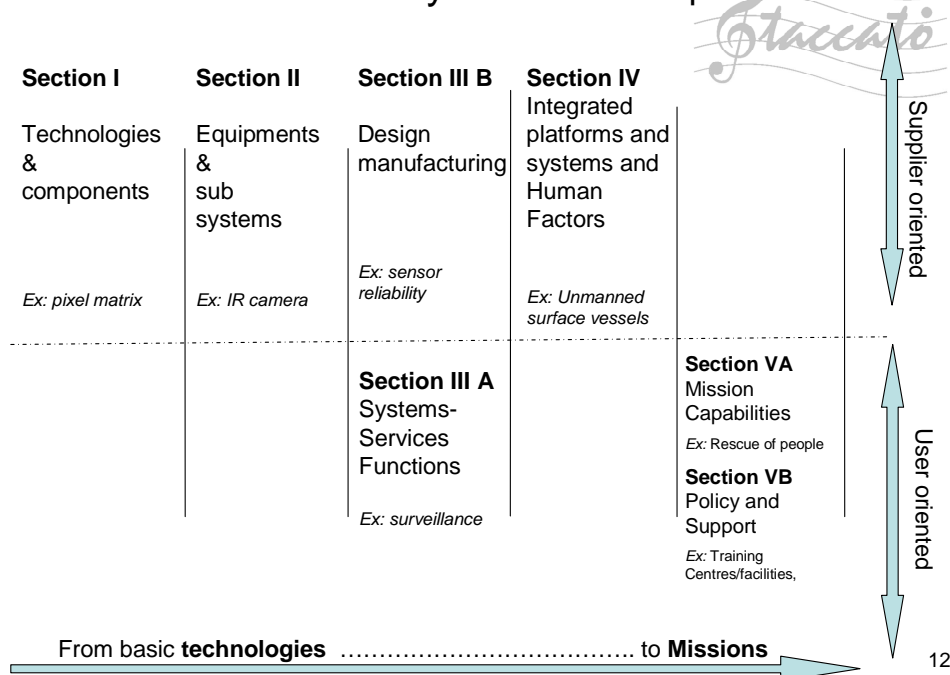 Staccato
Section I
Technologies
&
components
Ex: pixel matrix
Section II
Equipments
&
sub
systems
Ex: IR camera
Section III B
Design
manufacturing
Ex: sensor
reliability
Section IV
Integrated
platforms and
systems and
Human
Factors
Ex: Unmanned
surface vessels
Supplier oriented
Section III A
Systems-
Services
Functions
Ex: surveillance
Section VA
Mission
Capabilities
Ex: Rescue of people
Section VB
Policy and
Support
Ex: Training
Centres/facilities,
User oriented
From basic technologies ………………………………… to Missions
12